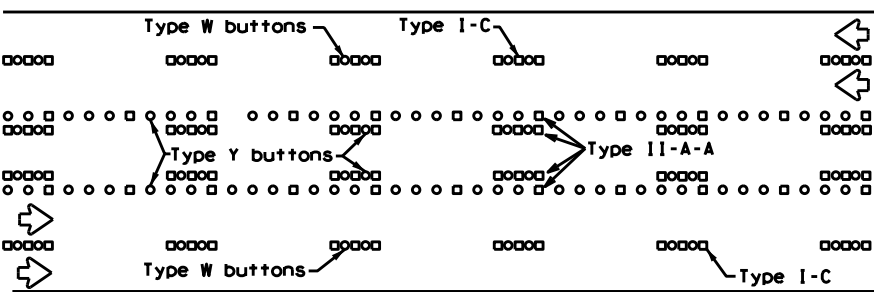 Type W buttons
Type I-C
Type Y buttons
Type II-A-A
Type W buttons
Type I-C